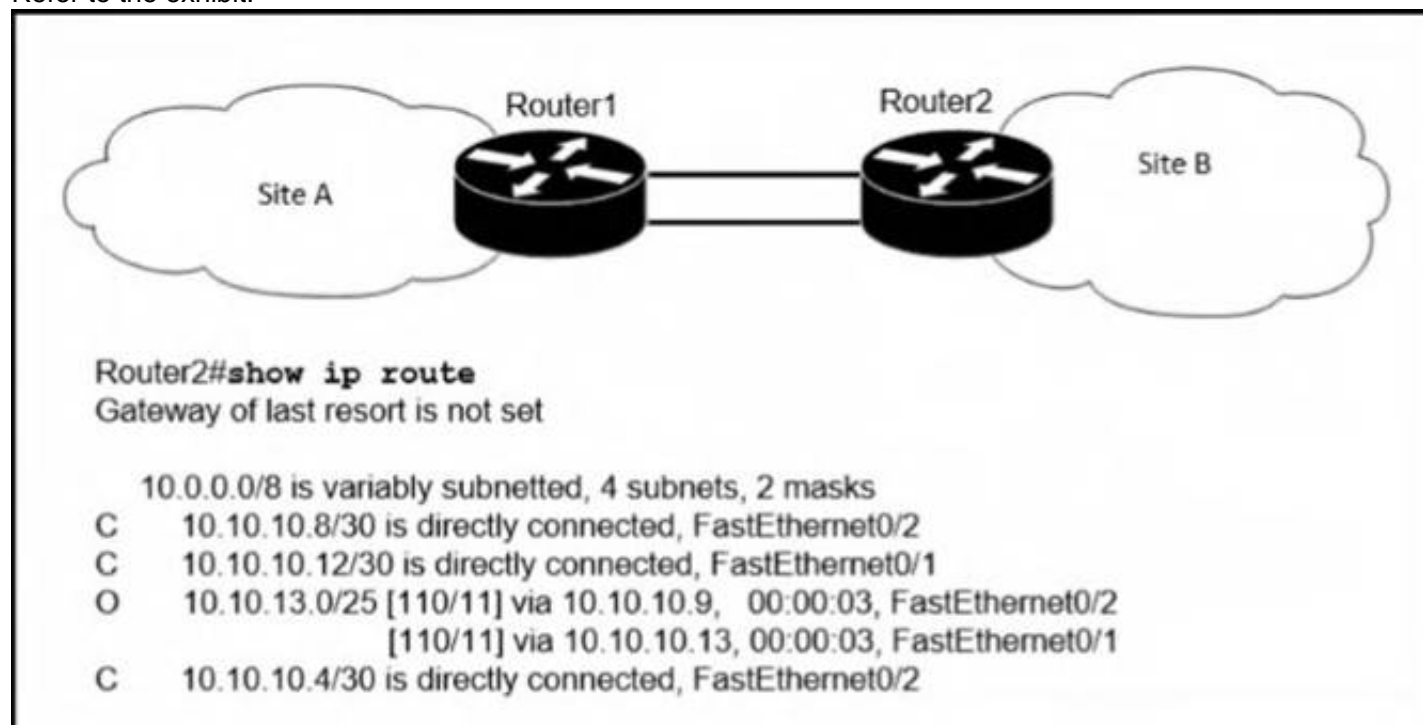 Refer to the exhibit.
Router1
Router2
Site A
Site B
Router2#show ip route
Gateway of last resort is not set
10.0.0.0/8 is variably subnetted, 4 subnets, 2 masks
C 10.10.10.8/30 is directly connected, FastEthernet0/2
C 10.10.10.12/30 is directly connected, FastEthernet0/1
O 10.10.13.0/25 [110/11] via 10.10.10.9, 00:00:03, FastEthernet0/2
[110/11] via 10.10.10.13, 00:00:03, FastEthernet0/1
C 10.10.10.4/30 is directly connected, FastEthernet0/2